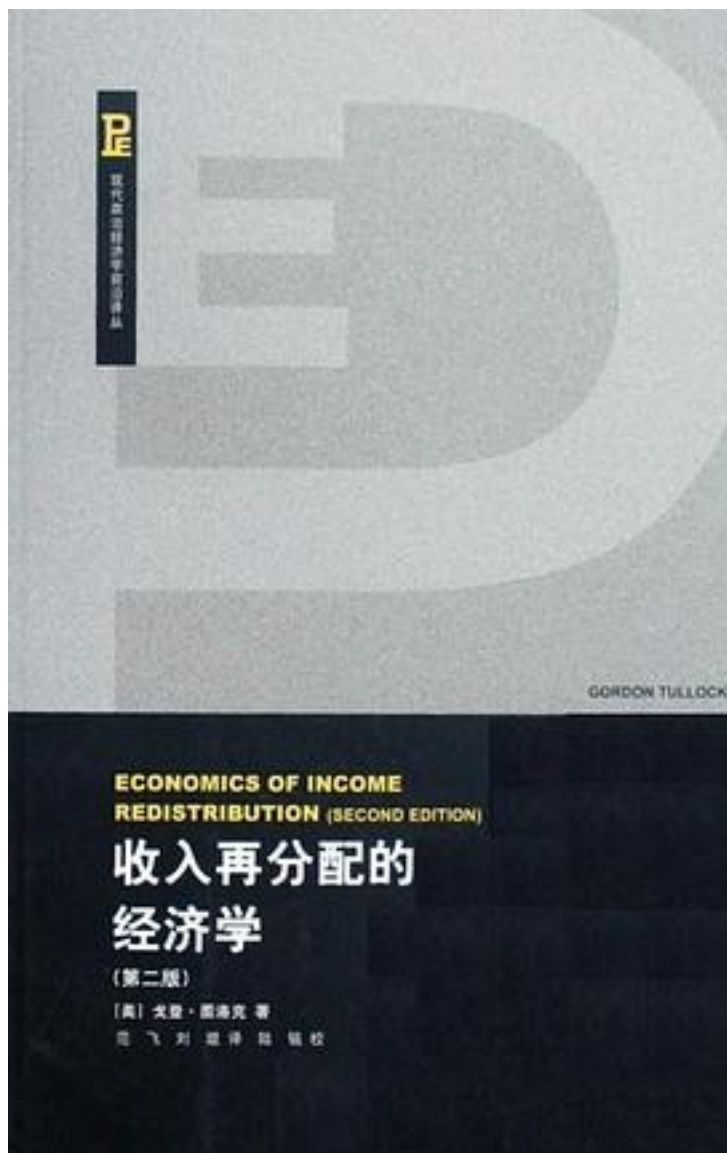 PE
现代政治经济学前沿译丛
GORDON TULLOCK
ECONOMICS OF INCOME
REDISTRIBUTION (SECOND EDITION)
收入再分配的
经济学
（第二版）
[美] 戈登·图洛克 著
范 飞 刘 琨 译 陆 铭 校